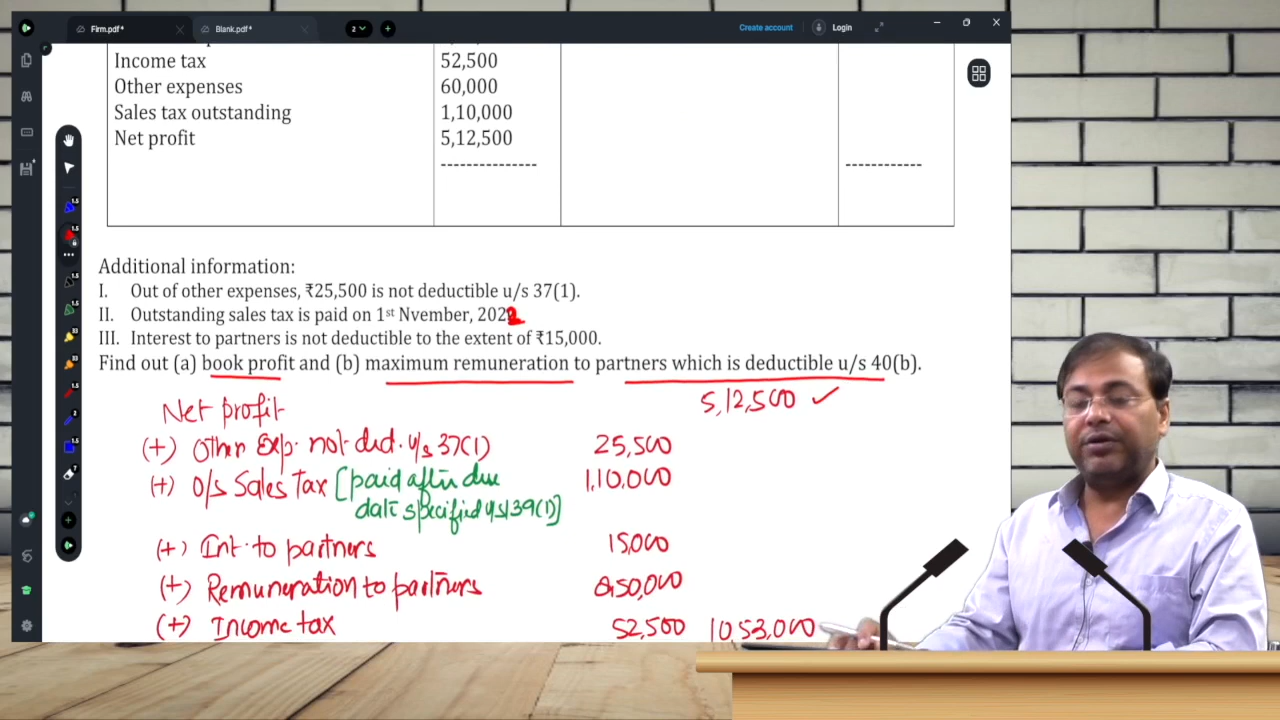 Firm.pdf*
Blank.pdf*
2
Create account
Login
Income tax 52,500
Other expenses 60,000
Sales tax outstanding 1,10,000
Net profit 5,12,500
Additional information:
I. Out of other expenses, ₹25,500 is not deductible u/s 37(1).
II. Outstanding sales tax is paid on 1st Nvember, 2022
III. Interest to partners is not deductible to the extent of ₹15,000.
Find out (a) book profit and (b) maximum remuneration to partners which is deductible u/s 40(b).
Net profit 5,12,500 ✓
(+) Other Exp. not ded. u/s 37(1) 25,500
(+) O/s Sales Tax [paid after due 1,10,000
date specified u/s 139(1)]
(+) Int. to partners 15,000
(+) Remuneration to partners 8,50,000
(+) Income tax 52,500 10,53,000